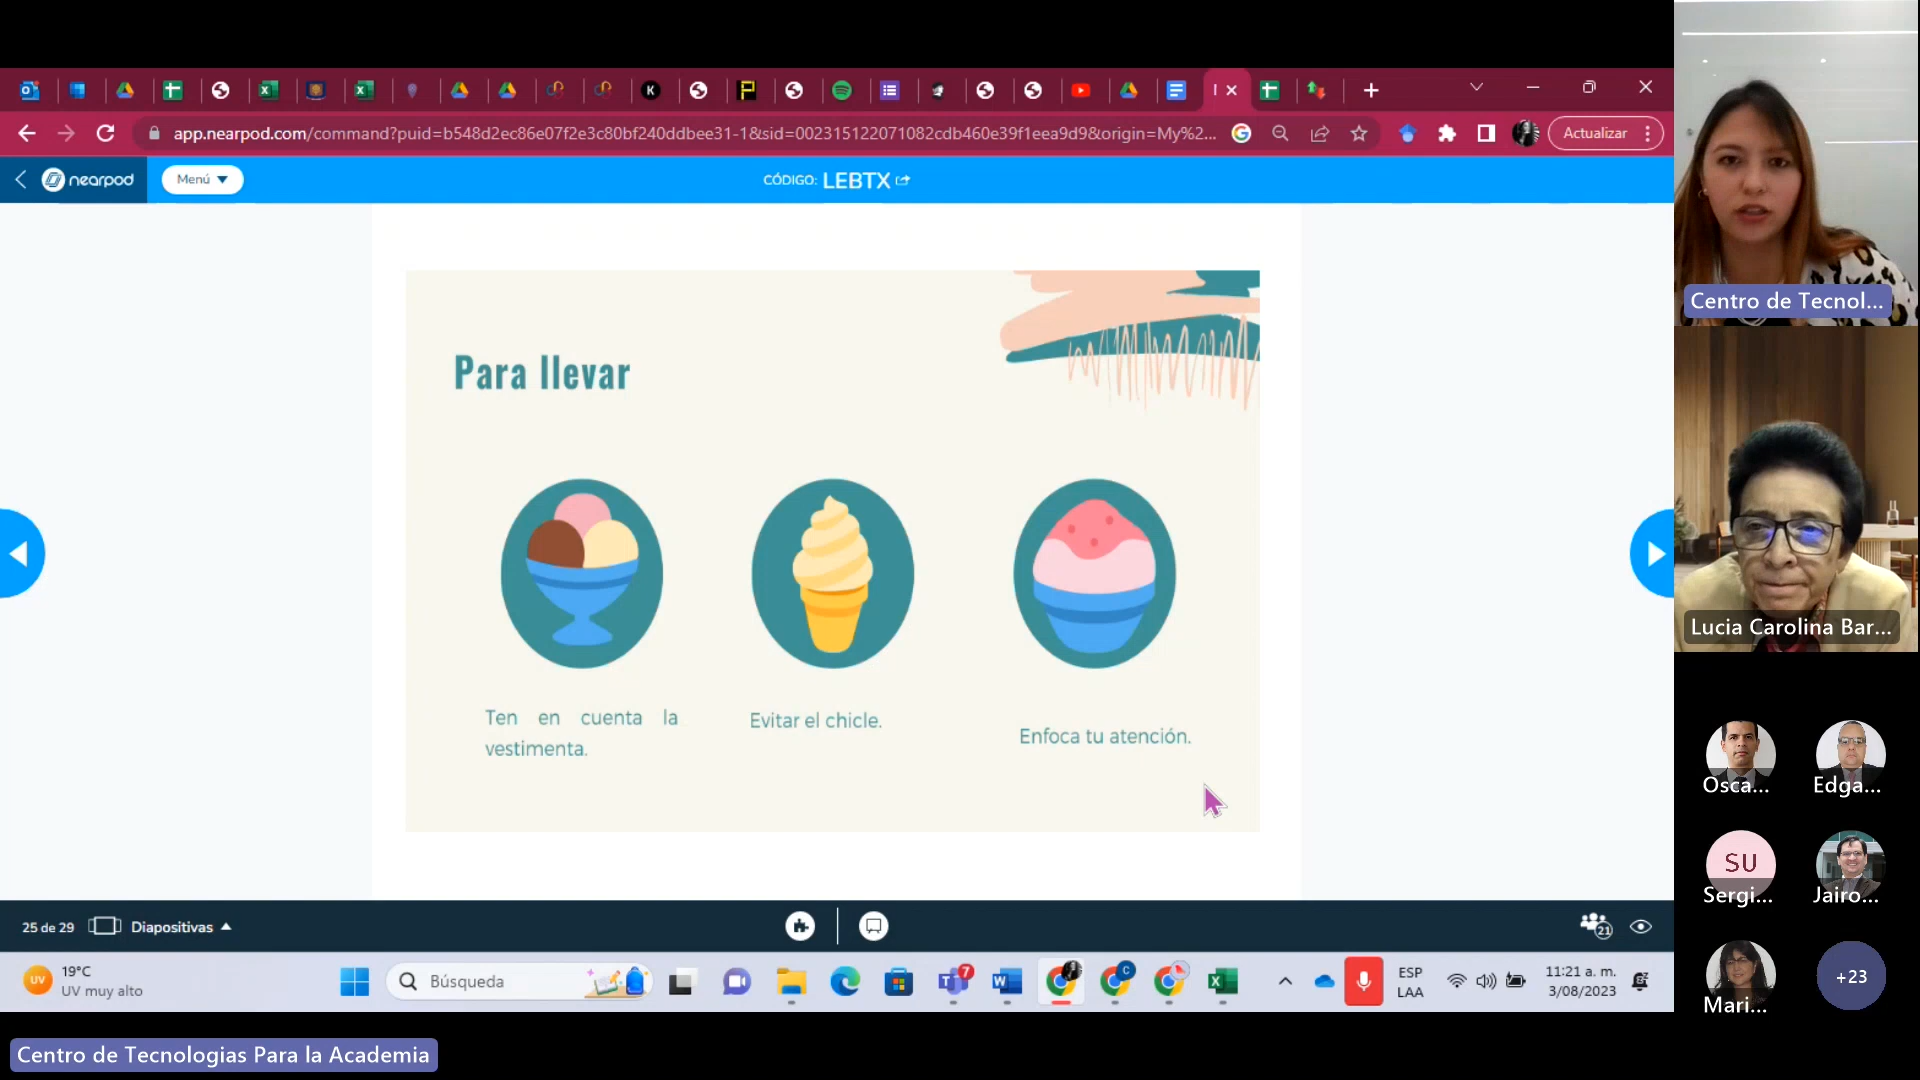 K
P
Actualizar
app.nearpod.com/command?puid=b548d2ec86e07f2e3c80bf240ddbee31-1&sid=002315122071082cdb460e39f1eea9d9&origin=My%2...
nearpod
Menú
CÓDIGO: LEBTX
Para llevar
Ten en cuenta la
vestimenta.
Evitar el chicle.
Enfoca tu atención.
25 de 29
Diapositivas
21
UV
19°C
UV muy alto
Búsqueda
7
C
ESP
LAA
11:21 a. m.
3/08/2023
Centro de Tecnologias Para la Academia
Centro de Tecnol...
Lucia Carolina Bar...
Osca...
Edga...
SU
Sergi...
Jairo...
Mari...
+23